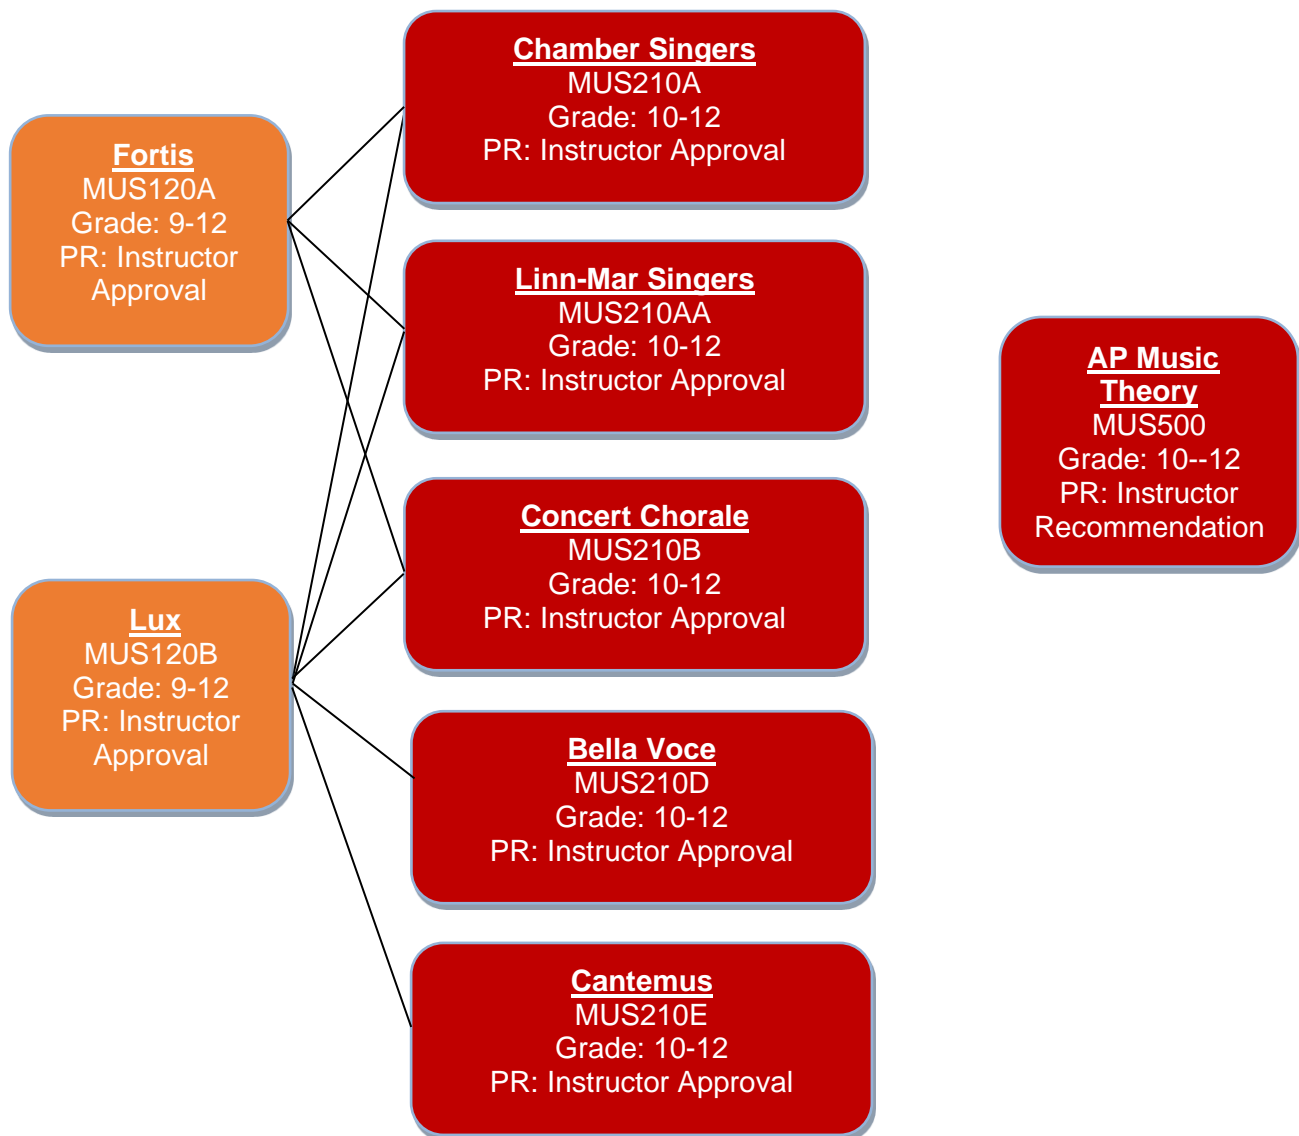 Fortis
MUS120A
Grade: 9-12
PR: Instructor
Approval
Lux
MUS120B
Grade: 9-12
PR: Instructor
Approval
Chamber Singers
MUS210A
Grade: 10-12
PR: Instructor Approval
Linn-Mar Singers
MUS210AA
Grade: 10-12
PR: Instructor Approval
Concert Chorale
MUS210B
Grade: 10-12
PR: Instructor Approval
Bella Voce
MUS210D
Grade: 10-12
PR: Instructor Approval
Cantemus
MUS210E
Grade: 10-12
PR: Instructor Approval
AP Music
Theory
MUS500
Grade: 10--12
PR: Instructor
Recommendation